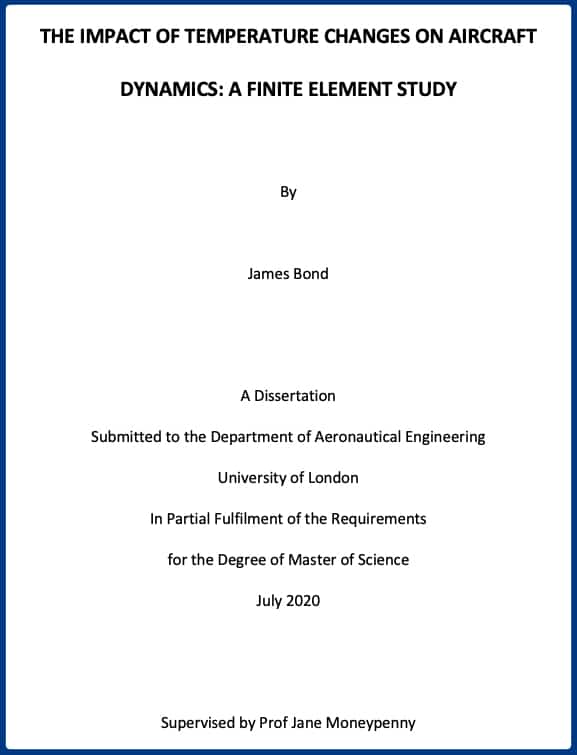 THE IMPACT OF TEMPERATURE CHANGES ON AIRCRAFT
DYNAMICS: A FINITE ELEMENT STUDY
By
James Bond
A Dissertation
Submitted to the Department of Aeronautical Engineering
University of London
In Partial Fulfilment of the Requirements
for the Degree of Master of Science
July 2020
Supervised by Prof Jane Moneypenny